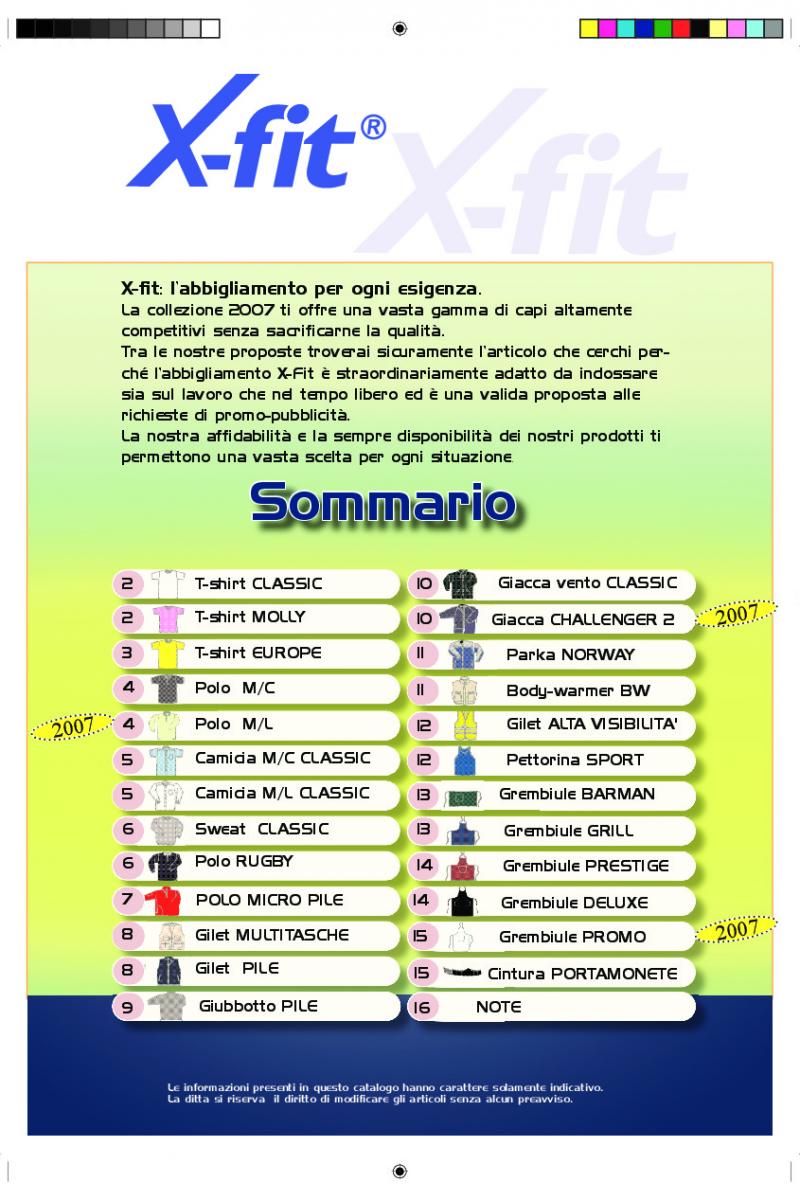 X-fit®
X-fit
X-fit: l'abbigliamento per ogni esigenza.
La collezione 2007 ti offre una vasta gamma di capi altamente
competitivi senza sacrificarne la qualità.
Tra le nostre proposte troverai sicuramente l'articolo che cerchi per-
ché l'abbigliamento X-Fit è straordinariamente adatto da indossare
sia sul lavoro che nel tempo libero ed è una valida proposta alle
richieste di promo-pubblicità.
La nostra affidabilità e la sempre disponibilità dei nostri prodotti ti
permettono una vasta scelta per ogni situazione.
Sommario
2 T-shirt CLASSIC
2 T-shirt MOLLY
3 T-shirt EUROPE
4 Polo M/C
2007 4 Polo M/L
5 Camicia M/C CLASSIC
5 Camicia M/L CLASSIC
6 Sweat CLASSIC
6 Polo RUGBY
7 POLO MICRO PILE
8 Gilet MULTITASCHE
8 Gilet PILE
9 Giubbotto PILE
10 Giacca vento CLASSIC
10 Giacca CHALLENGER 2 2007
11 Parka NORWAY
11 Body-warmer BW
12 Gilet ALTA VISIBILITA'
12 Pettorina SPORT
13 Grembiule BARMAN
13 Grembiule GRILL
14 Grembiule PRESTIGE
14 Grembiule DELUXE
15 Grembiule PROMO 2007
15 Cintura PORTAMONETE
16 NOTE
Le informazioni presenti in questo catalogo hanno carattere solamente indicativo.
La ditta si riserva il diritto di modificare gli articoli senza alcun preavviso.